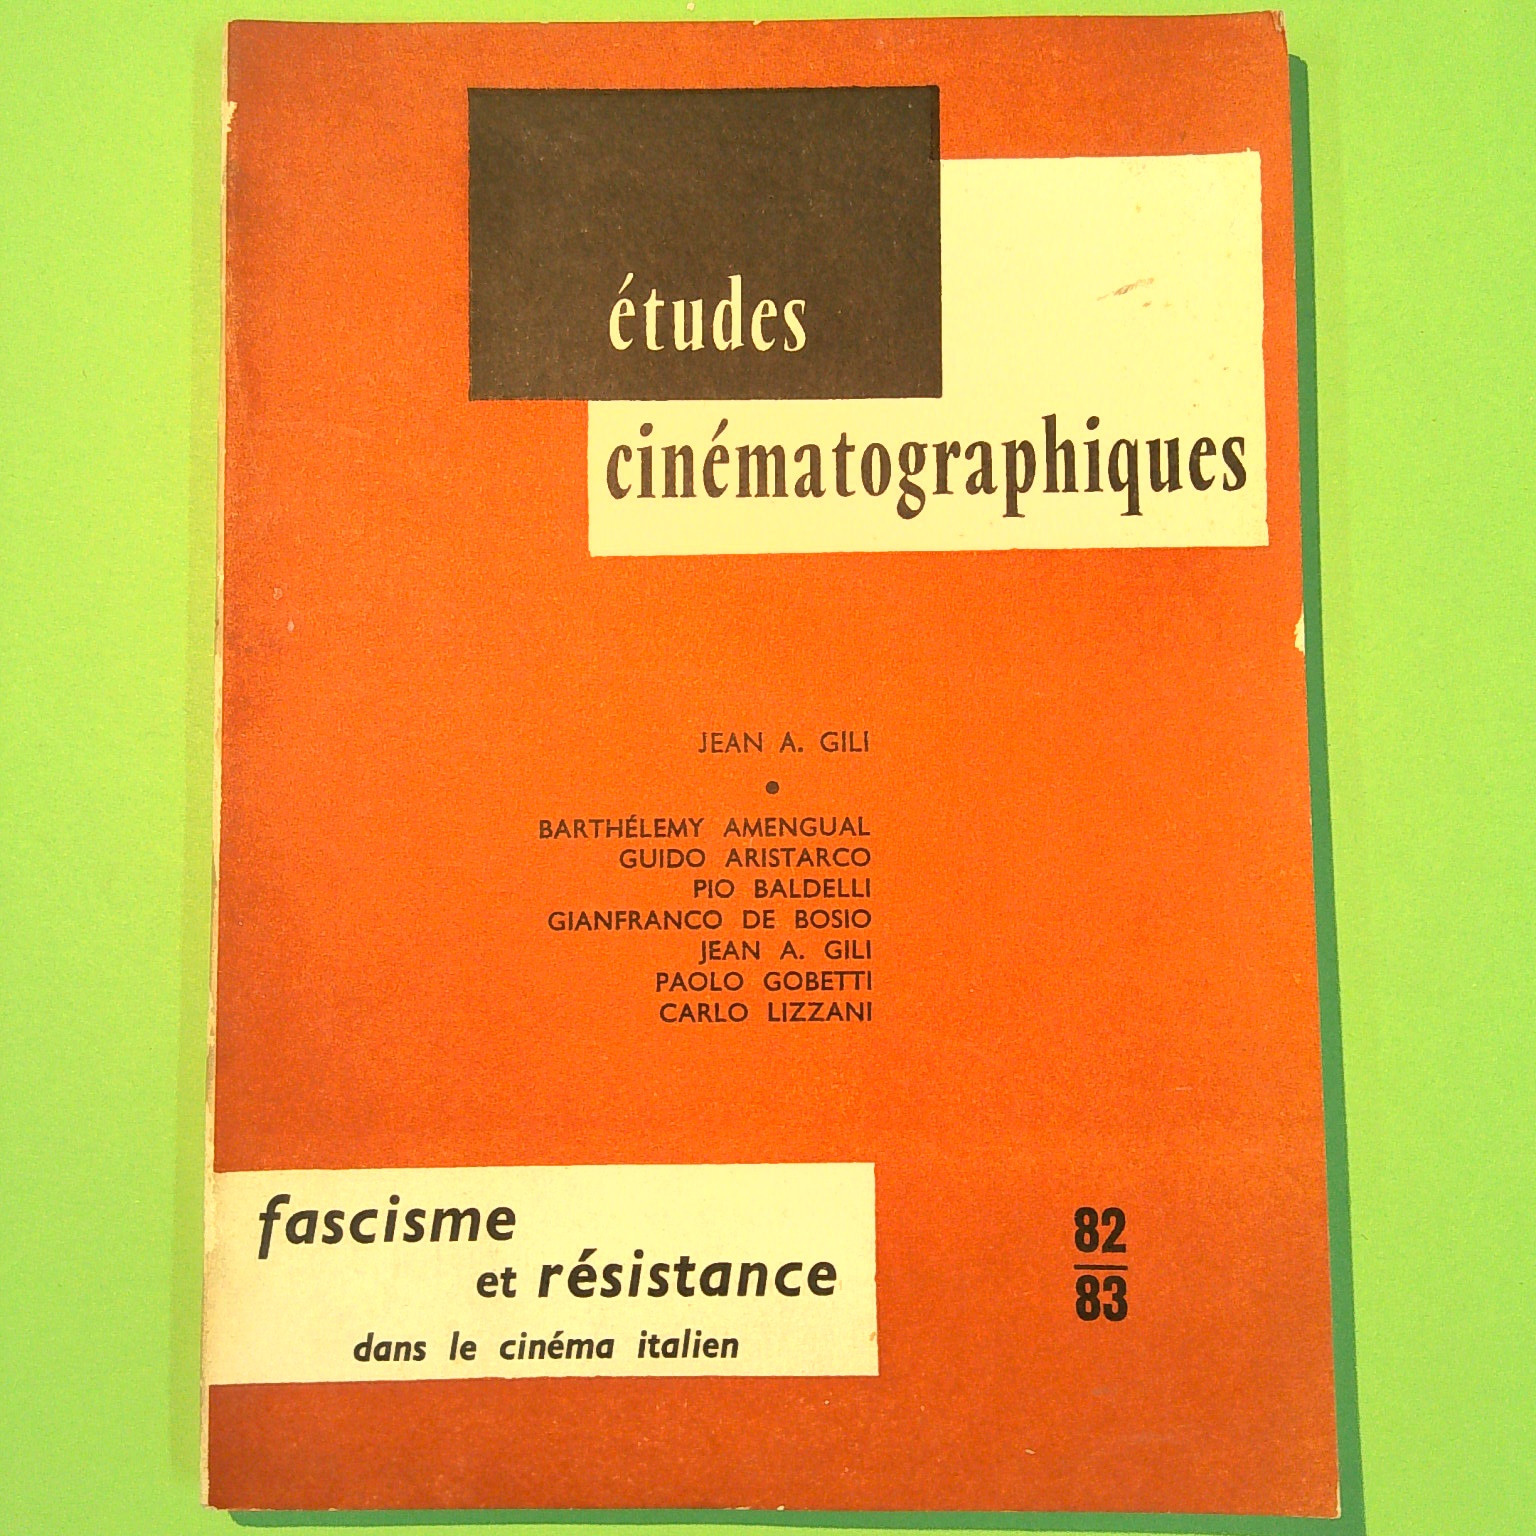 études
cinématographiques
JEAN A. GILI
•
BARTHÉLEMY AMENGUAL
GUIDO ARISTARCO
PIO BALDELLI
GIANFRANCO DE BOSIO
JEAN A. GILI
PAOLO GOBETTI
CARLO LIZZANI
fascisme
et résistance
dans le cinéma italien
82
83